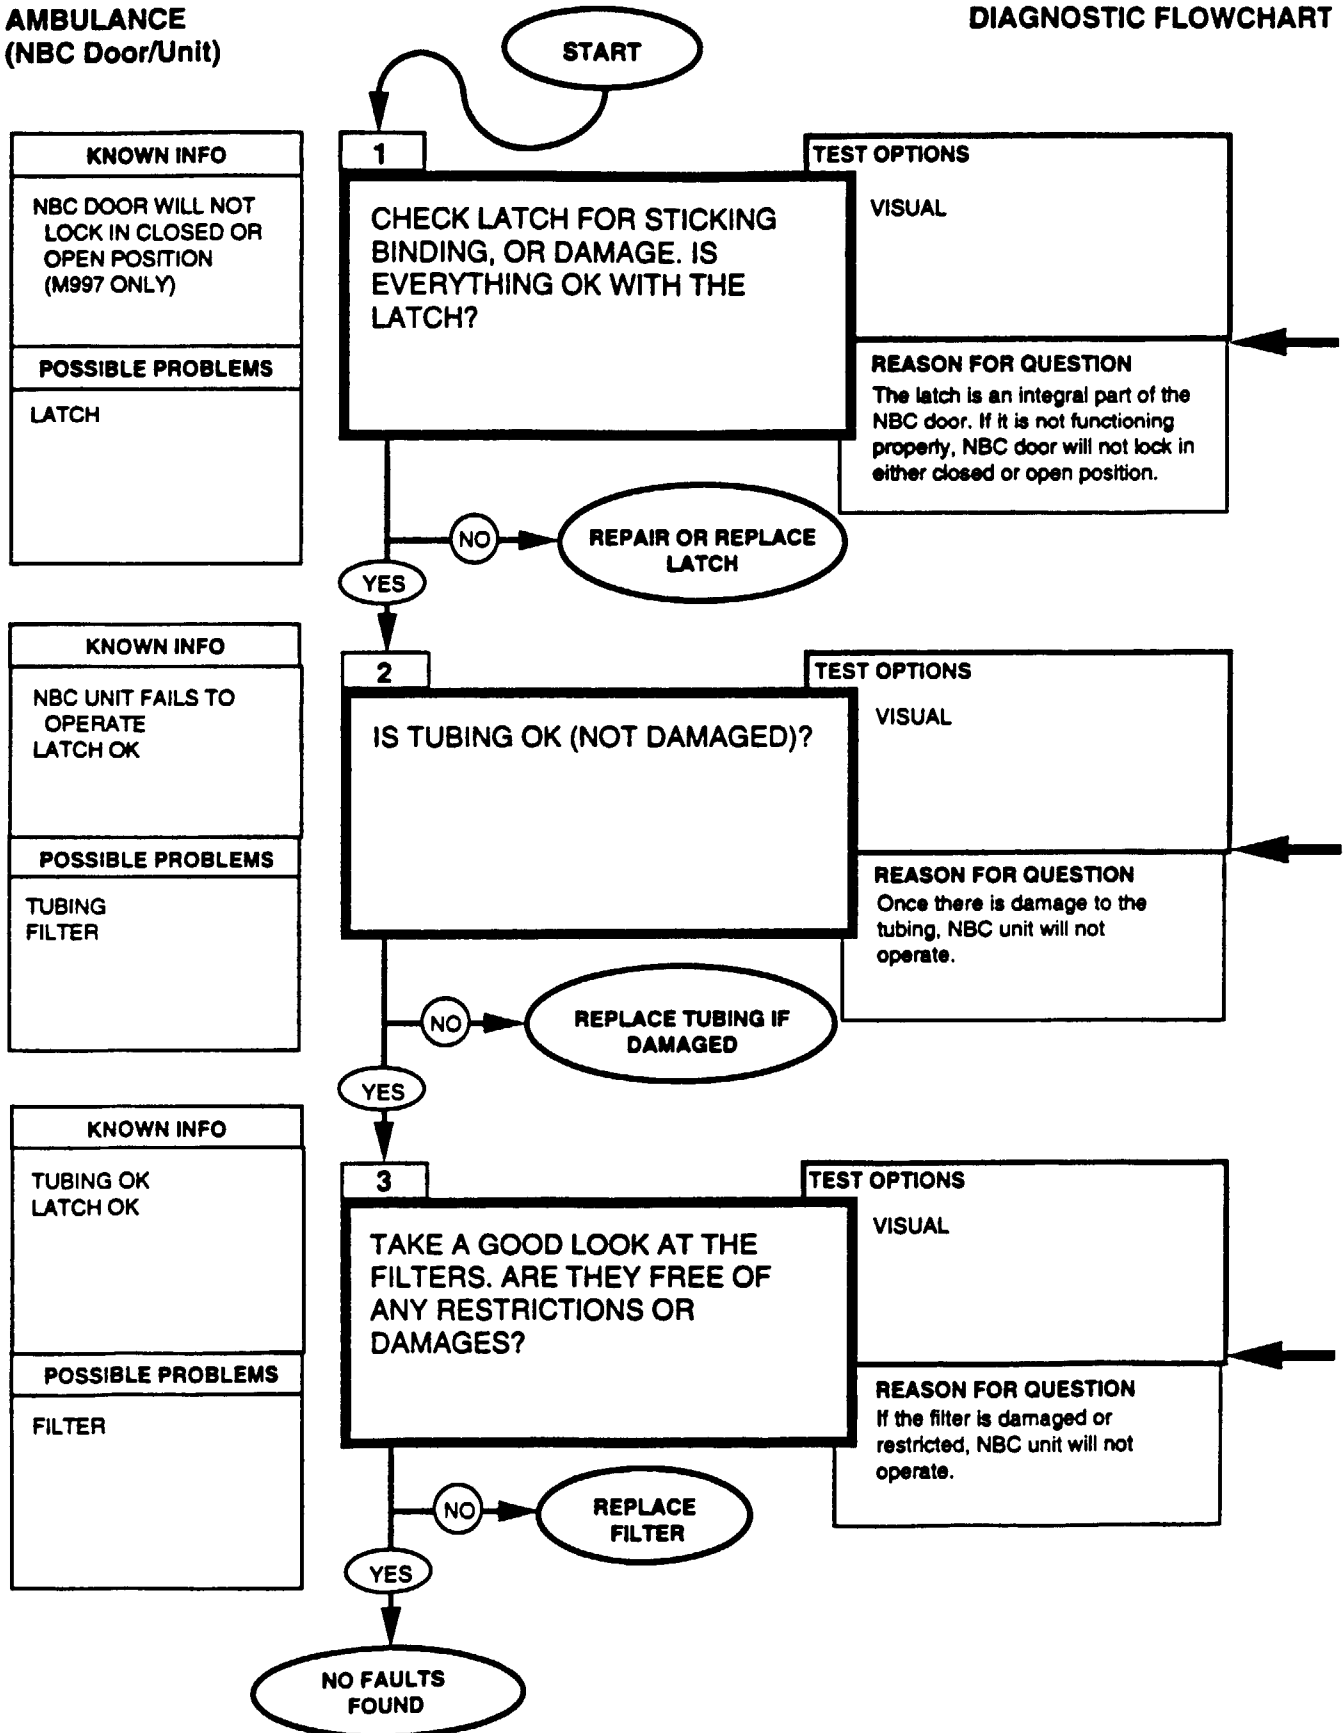 AMBULANCE
(NBC Door/Unit)
DIAGNOSTIC FLOWCHART
START
KNOWN INFO
NBC DOOR WILL NOT
LOCK IN CLOSED OR
OPEN POSITION
(M997 ONLY)
POSSIBLE PROBLEMS
LATCH
1
CHECK LATCH FOR STICKING
BINDING, OR DAMAGE. IS
EVERYTHING OK WITH THE
LATCH?
TEST OPTIONS
VISUAL
REASON FOR QUESTION
The latch is an integral part of the
NBC door. If it is not functioning
properly, NBC door will not lock in
either closed or open position.
NO
REPAIR OR REPLACE
LATCH
YES
KNOWN INFO
NBC UNIT FAILS TO
OPERATE
LATCH OK
POSSIBLE PROBLEMS
TUBING
FILTER
2
IS TUBING OK (NOT DAMAGED)?
TEST OPTIONS
VISUAL
REASON FOR QUESTION
Once there is damage to the
tubing, NBC unit will not
operate.
NO
REPLACE TUBING IF
DAMAGED
YES
KNOWN INFO
TUBING OK
LATCH OK
POSSIBLE PROBLEMS
FILTER
3
TAKE A GOOD LOOK AT THE
FILTERS. ARE THEY FREE OF
ANY RESTRICTIONS OR
DAMAGES?
TEST OPTIONS
VISUAL
REASON FOR QUESTION
If the filter is damaged or
restricted, NBC unit will not
operate.
NO
REPLACE
FILTER
YES
NO FAULTS
FOUND